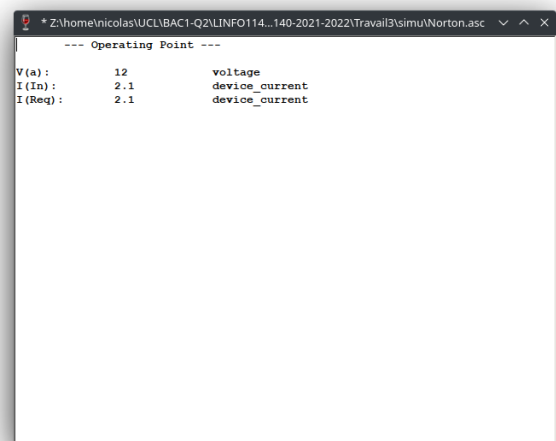 * Z:\home\nicolas\UCL\BAC1-Q2\LINFO114...140-2021-2022\Travail3\simu\Norton.asc
--- Operating Point ---
V(a): 12 voltage
I(In): 2.1 device_current
I(Req): 2.1 device_current